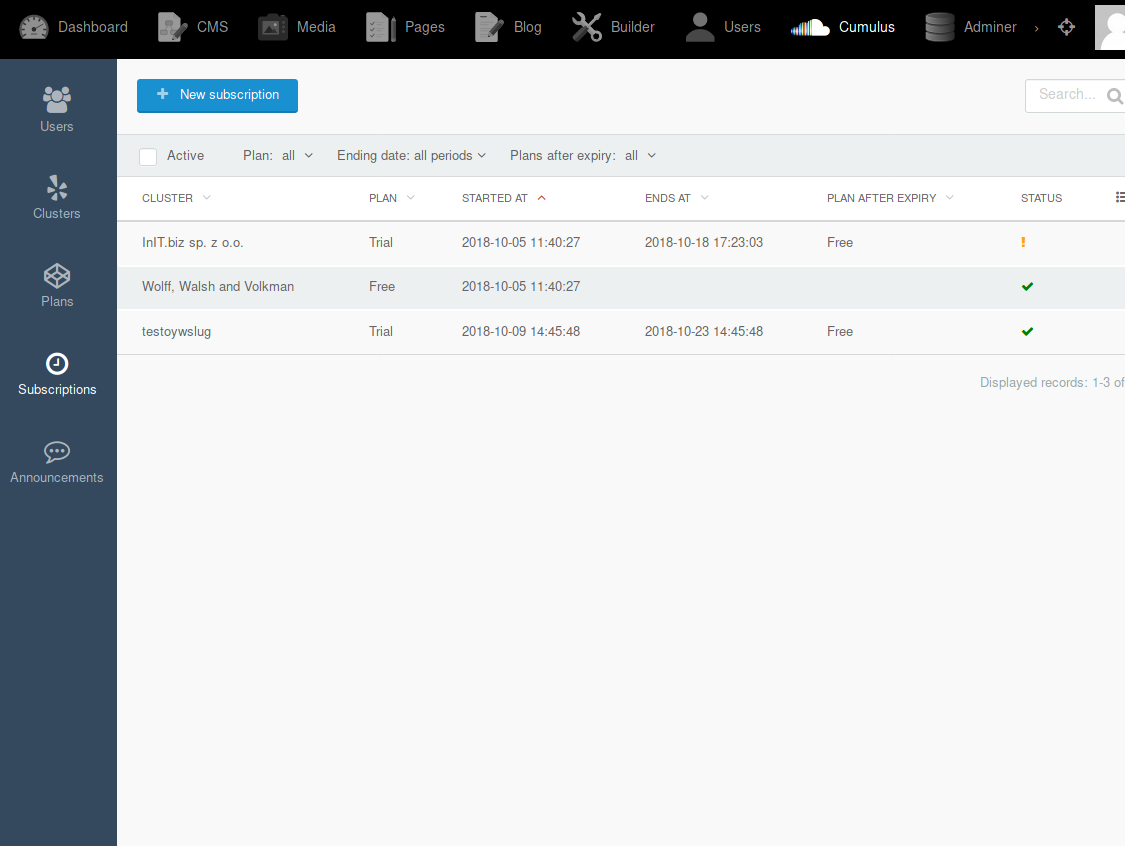 Dashboard CMS Media Pages Blog Builder Users Cumulus Adminer
New subscription Search...
Users
Active Plan: all Ending date: all periods Plans after expiry: all
CLUSTER PLAN STARTED AT ENDS AT PLAN AFTER EXPIRY STATUS
Clusters
InIT.biz sp. z o.o. Trial 2018-10-05 11:40:27 2018-10-18 17:23:03 Free
Wolff, Walsh and Volkman Free 2018-10-05 11:40:27
Plans
testoywslug Trial 2018-10-09 14:45:48 2018-10-23 14:45:48 Free
Displayed records: 1-3 of
Subscriptions
Announcements